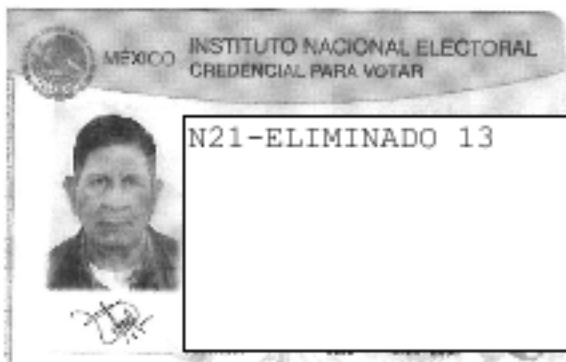 MÉXICO INSTITUTO NACIONAL ELECTORAL
CREDENCIAL PARA VOTAR
N21-ELIMINADO 13